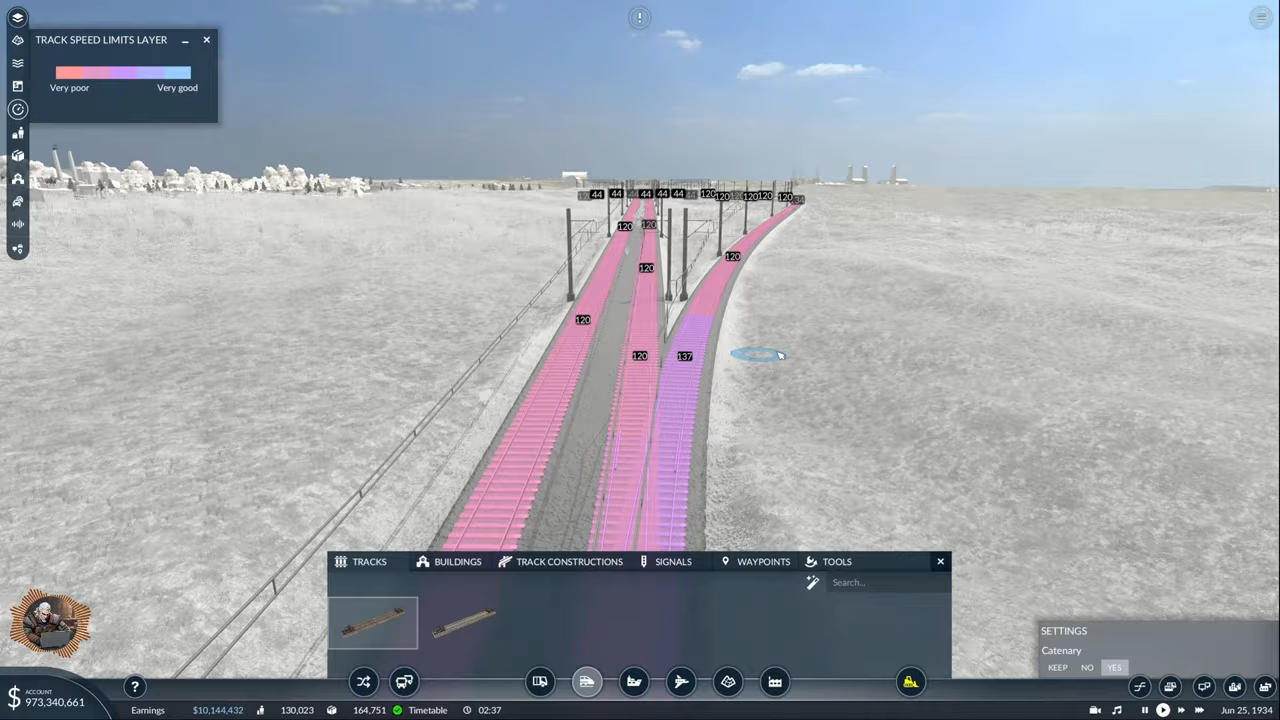 TRACK SPEED LIMITS LAYER
Very poor Very good
44 44 44 44 44 120 120 120 120 120
120 120
120
120
120
120 137
TRACKS BUILDINGS TRACK CONSTRUCTIONS SIGNALS WAYPOINTS TOOLS
Search...
SETTINGS
Catenary
KEEP NO YES
$ ACCOUNT
973,340,661
?
Earnings $10,144,432 130,023 164,751 Timetable 02:37 Jun 25, 1934